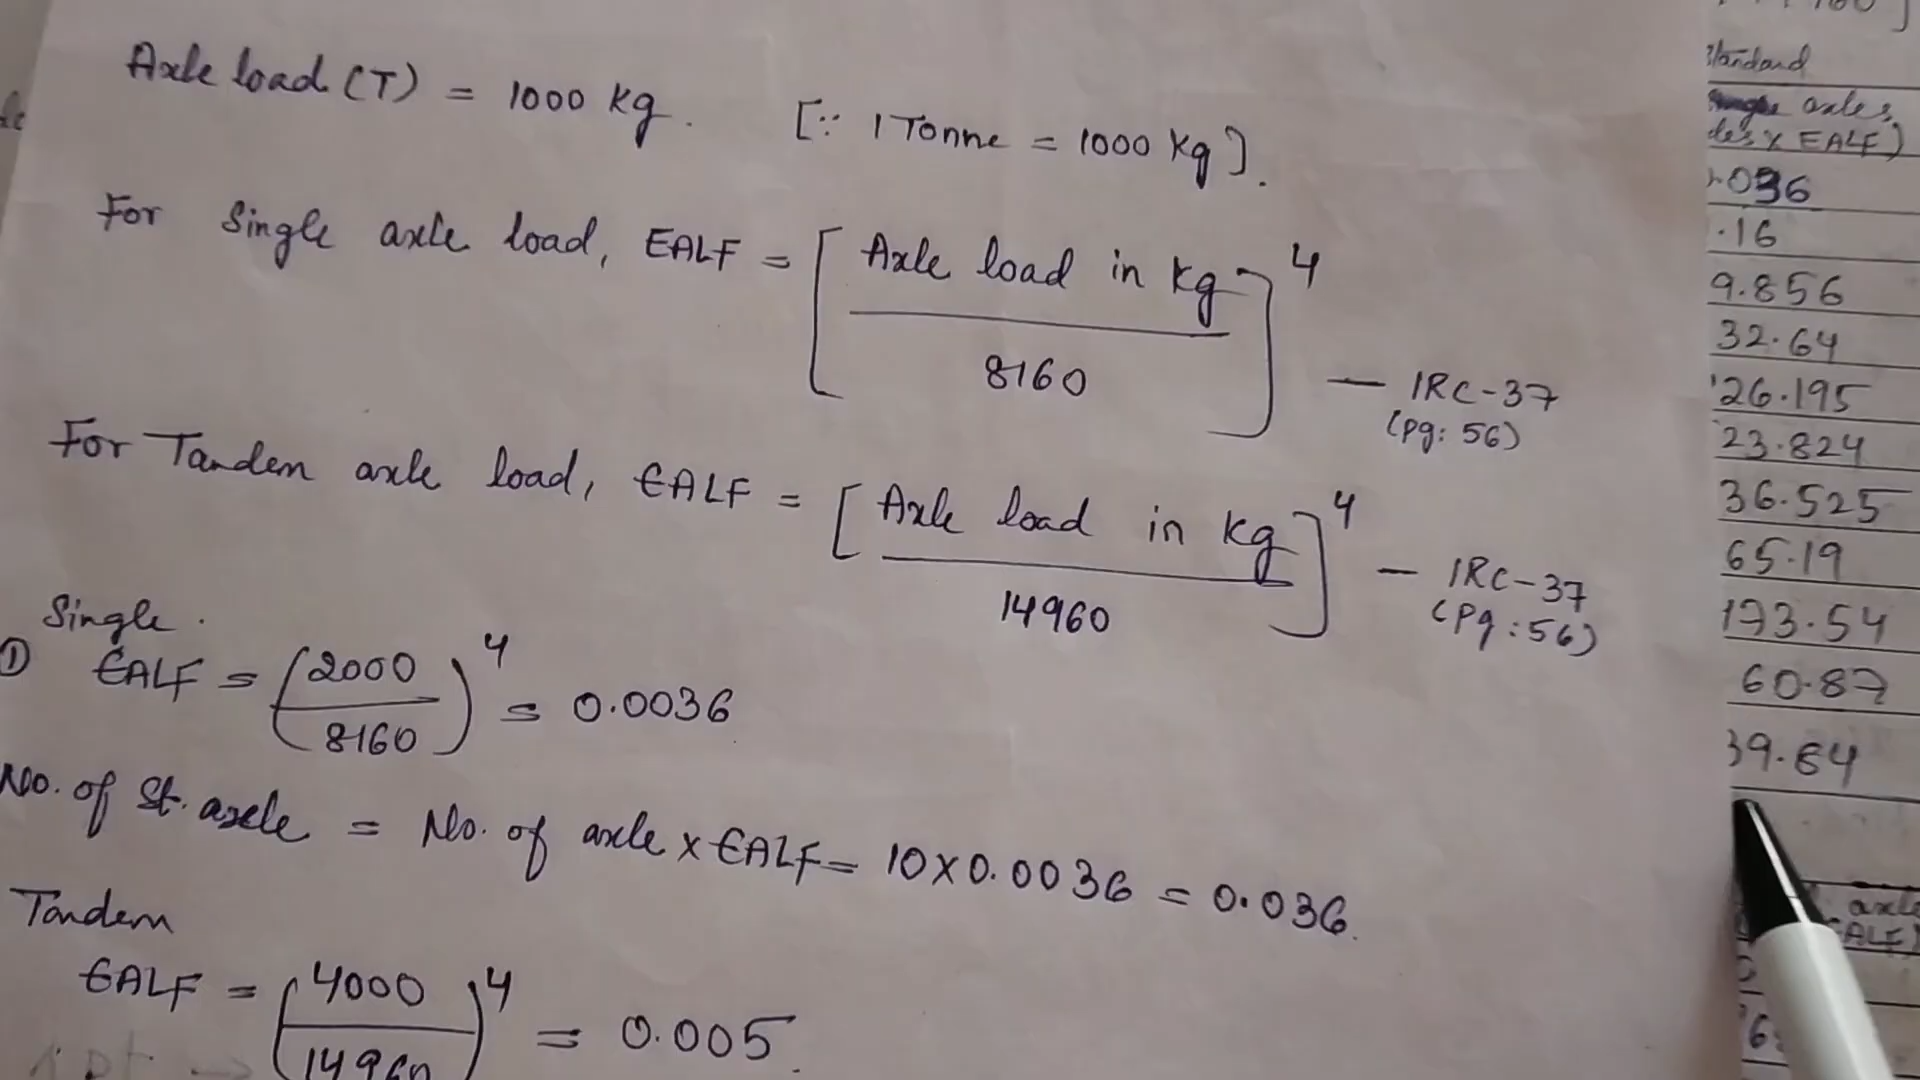 Axle load (T) = 1000 kg. [∵ 1 Tonne = 1000 kg].
For Single axle load, EALF = [Axle load in kg / 8160]^4 — IRC-37 (pg: 56)
For Tandem axle load, EALF = [Axle load in kg / 14960]^4 — IRC-37 (Pg: 56)
Single.
① EALF = (2000 / 8160)^4 = 0.0036
No. of St. axele = No. of axle x EALF = 10 x 0.0036 = 0.036.
Tandem
EALF = (4000 / 14960)^4 = 0.005.
Standard
axles
x EALF)
.036
.16
9.856
32.64
26.195
23.824
36.525
65.19
173.54
60.87
39.64
axle
EALF)